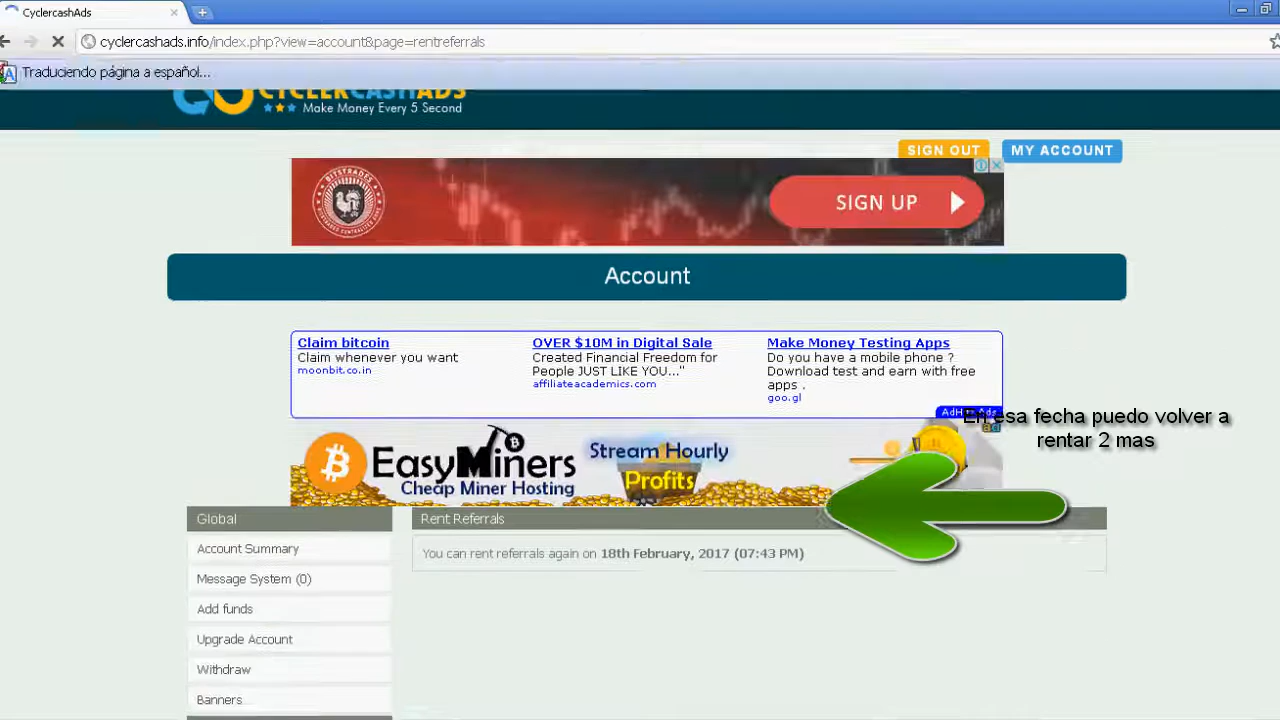 CyclercashAds
cyclercashads.info/index.php?view=account&page=rentreferrals
Traduciendo página a español...
CYCLERCASHADS
Make Money Every 5 Second
SIGN OUT
MY ACCOUNT
BITSTRADES
SIGN UP
Account
Claim bitcoin
Claim whenever you want
moonbit.co.in
OVER $10M in Digital Sale
Created Financial Freedom for
People JUST LIKE YOU..."
affiliateacademics.com
Make Money Testing Apps
Do you have a mobile phone ?
Download test and earn with free
apps .
goo.gl
En esa fecha puedo volver a
rentar 2 mas
EasyMiners
Cheap Miner Hosting
Stream Hourly
Profits
Global
Account Summary
Message System (0)
Add funds
Upgrade Account
Withdraw
Banners
Rent Referrals
You can rent referrals again on 18th February, 2017 (07:43 PM)